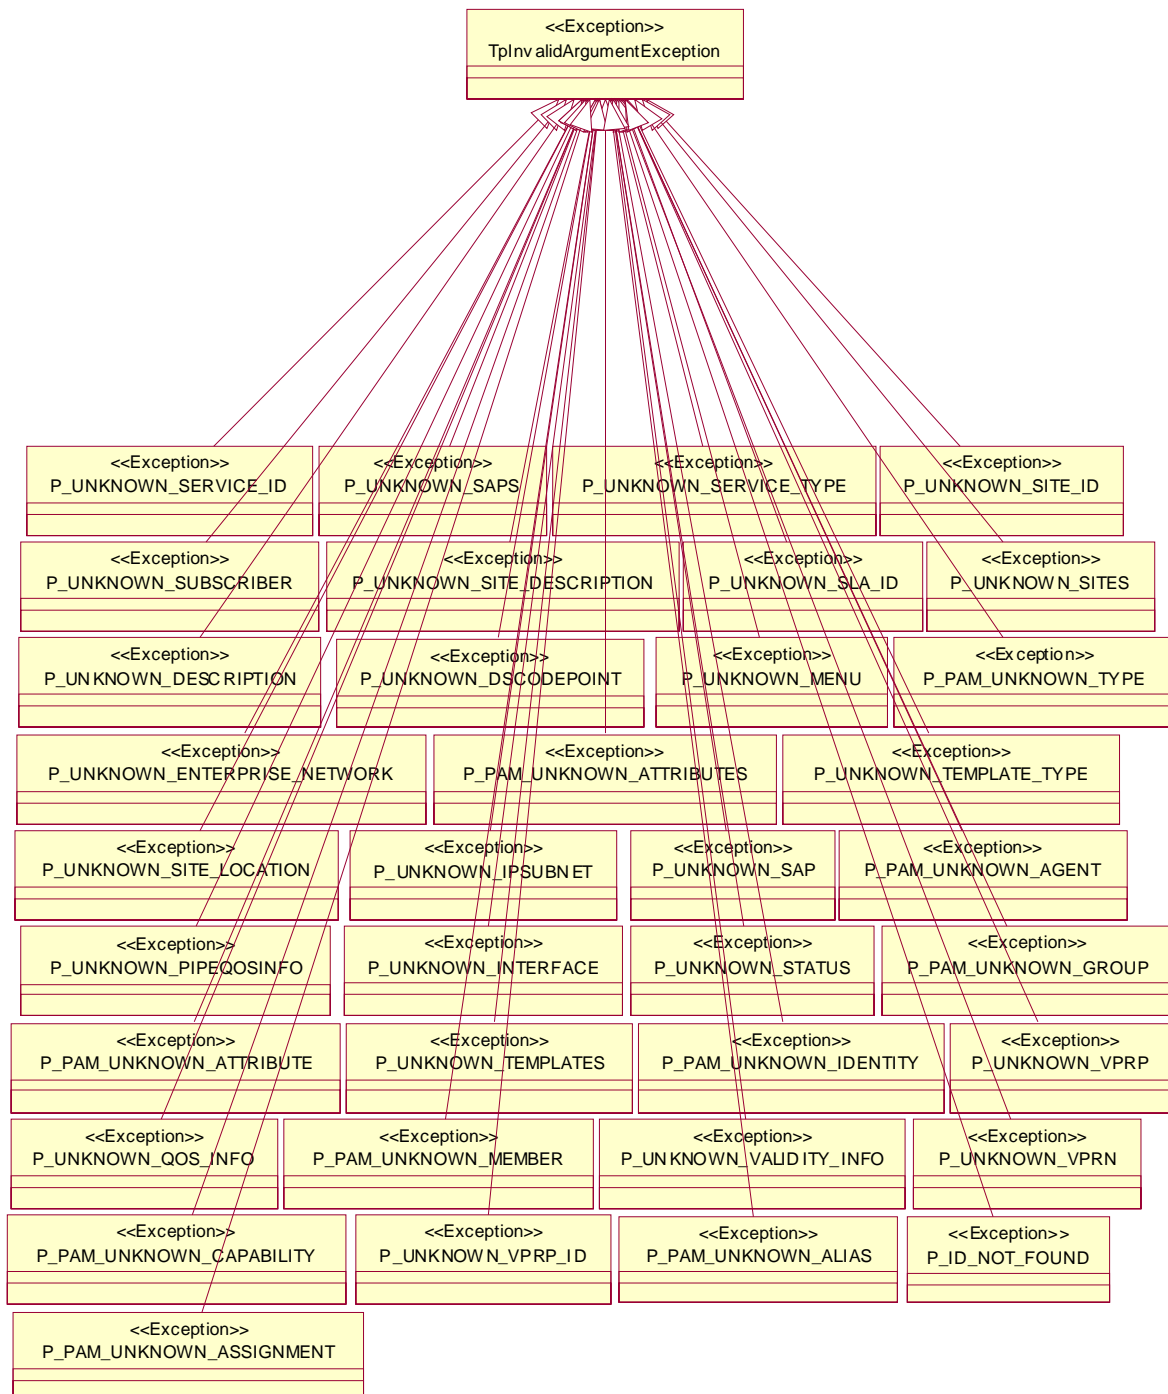 <<Exception>>
TpInvalidArgumentException
<<Exception>>
P_UNKNOWN_SERVICE_ID
<<Exception>>
P_UNKNOWN_SAPS
<<Exception>>
P_UNKNOWN_SERVICE_TYPE
<<Exception>>
P_UNKNOWN_SITE_ID
<<Exception>>
P_UNKNOWN_SUBSCRIBER
<<Exception>>
P_UNKNOWN_SITE_DESCRIPTION
<<Exception>>
P_UNKNOWN_SLA_ID
<<Exception>>
P_UNKNOWN_SITES
<<Exception>>
P_UNKNOWN_DESCRIPTION
<<Exception>>
P_UNKNOWN_DSCODEPOINT
<<Exception>>
P_UNKNOWN_MENU
<<Exception>>
P_PAM_UNKNOWN_TYPE
<<Exception>>
P_UNKNOWN_ENTERPRISE_NETWORK
<<Exception>>
P_PAM_UNKNOWN_ATTRIBUTES
<<Exception>>
P_UNKNOWN_TEMPLATE_TYPE
<<Exception>>
P_UNKNOWN_SITE_LOCATION
<<Exception>>
P_UNKNOWN_IPSUBNET
<<Exception>>
P_UNKNOWN_SAP
<<Exception>>
P_PAM_UNKNOWN_AGENT
<<Exception>>
P_UNKNOWN_PIPEQOSINFO
<<Exception>>
P_UNKNOWN_INTERFACE
<<Exception>>
P_UNKNOWN_STATUS
<<Exception>>
P_PAM_UNKNOWN_GROUP
<<Exception>>
P_PAM_UNKNOWN_ATTRIBUTE
<<Exception>>
P_UNKNOWN_TEMPLATES
<<Exception>>
P_PAM_UNKNOWN_IDENTITY
<<Exception>>
P_UNKNOWN_VPRP
<<Exception>>
P_UNKNOWN_QOS_INFO
<<Exception>>
P_PAM_UNKNOWN_MEMBER
<<Exception>>
P_UNKNOWN_VALIDITY_INFO
<<Exception>>
P_UNKNOWN_VPRN
<<Exception>>
P_PAM_UNKNOWN_CAPABILITY
<<Exception>>
P_UNKNOWN_VPRP_ID
<<Exception>>
P_PAM_UNKNOWN_ALIAS
<<Exception>>
P_ID_NOT_FOUND
<<Exception>>
P_PAM_UNKNOWN_ASSIGNMENT